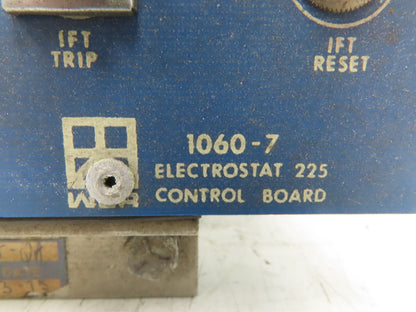 IFT
TRIP
IFT
RESET
1060-7
ELECTROSTAT 225
CONTROL BOARD